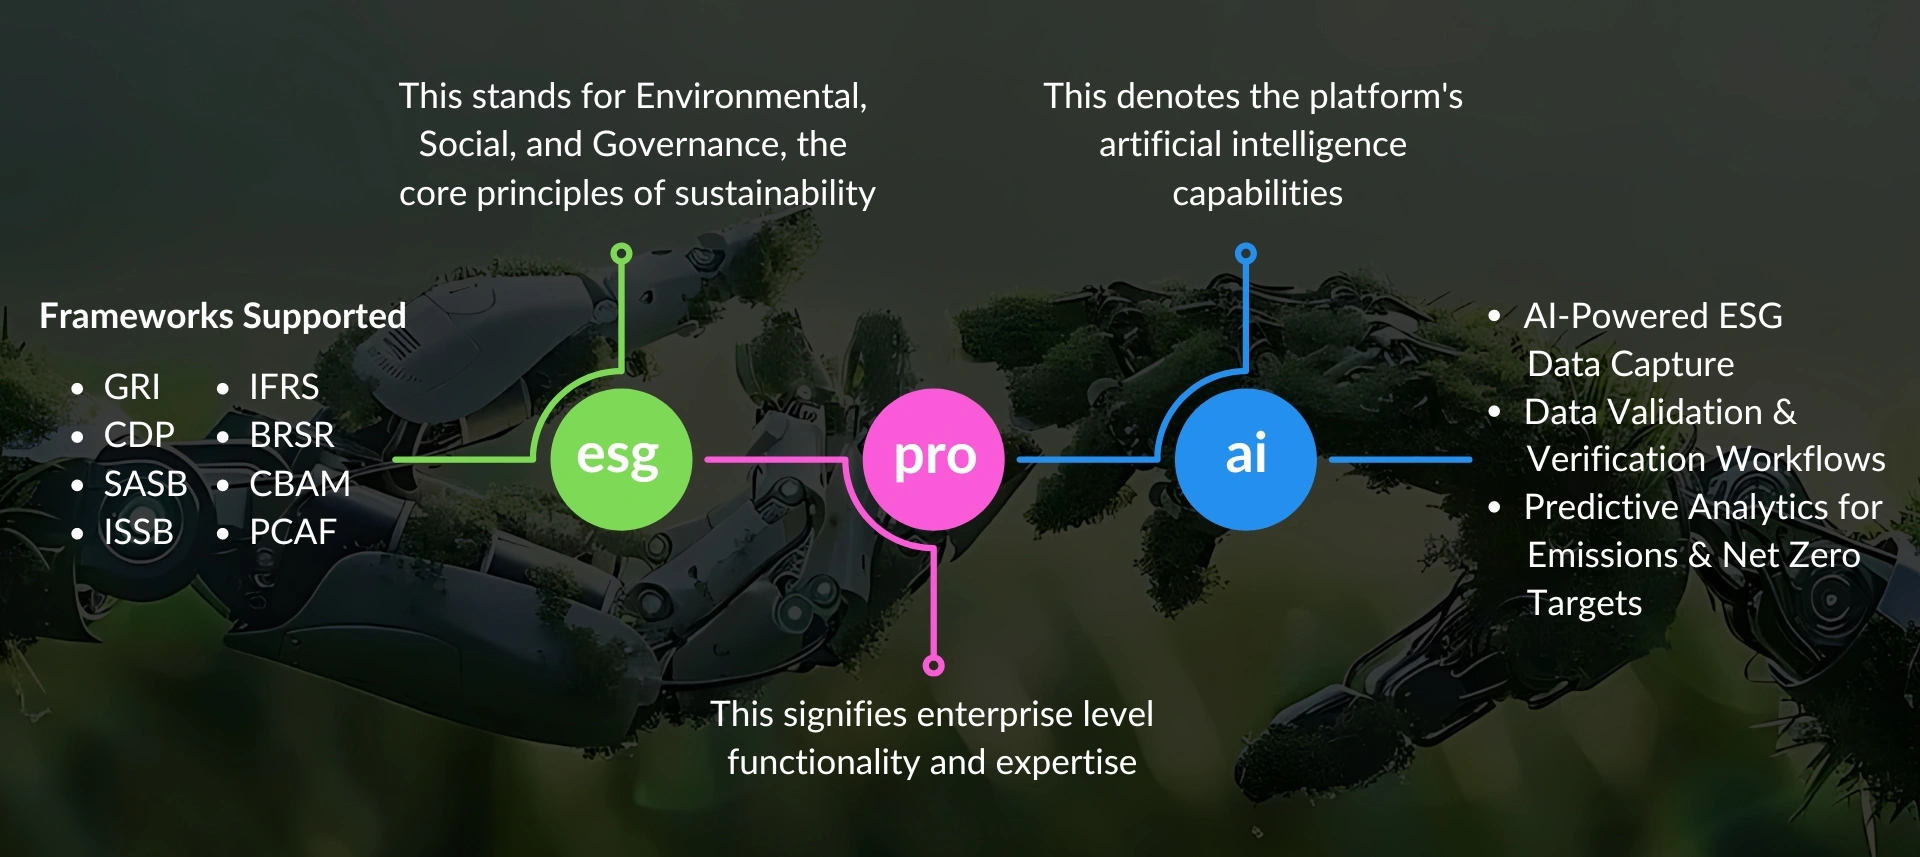 This stands for Environmental,
Social, and Governance, the
core principles of sustainability
This denotes the platform's
artificial intelligence
capabilities
Frameworks Supported
• GRI
• CDP
• SASB
• ISSB
• IFRS
• BRSR
• CBAM
• PCAF
esg
pro
ai
• AI-Powered ESG
Data Capture
• Data Validation &
Verification Workflows
• Predictive Analytics for
Emissions & Net Zero
Targets
This signifies enterprise level
functionality and expertise